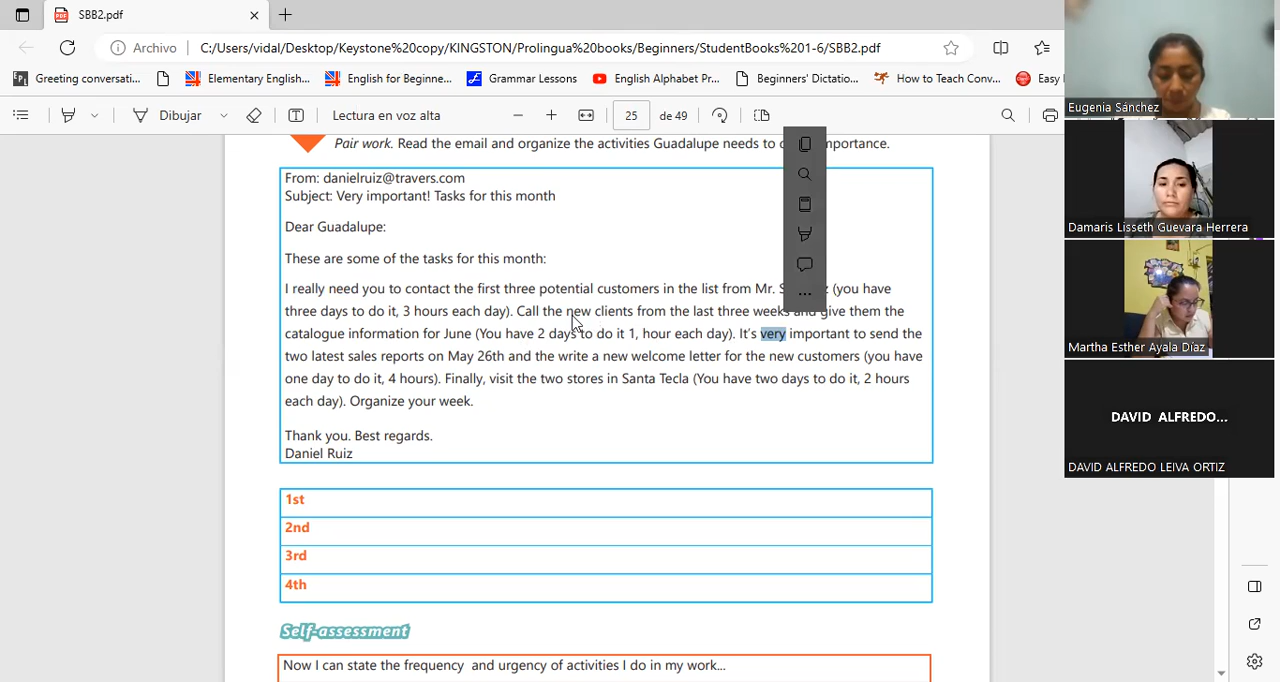 SBB2.pdf
Archivo C:/Users/vidal/Desktop/Keystone%20copy/KINGSTON/Prolingua%20books/Beginners/StudentBooks%201-6/SBB2.pdf
Greeting conversati... Elementary English... English for Beginne... Grammar Lessons English Alphabet Pr... Beginners' Dictatio... How to Teach Conv... Easy
Dibujar Lectura en voz alta 25 de 49
Pair work. Read the email and organize the activities Guadalupe needs to importance.
From: danielruiz@travers.com
Subject: Very important! Tasks for this month
Dear Guadalupe:
These are some of the tasks for this month:
I really need you to contact the first three potential customers in the list from Mr. (you have
three days to do it, 3 hours each day). Call the new clients from the last three weeks and give them the
catalogue information for June (You have 2 days to do it 1, hour each day). It's very important to send the
two latest sales reports on May 26th and the write a new welcome letter for the new customers (you have
one day to do it, 4 hours). Finally, visit the two stores in Santa Tecla (You have two days to do it, 2 hours
each day). Organize your week.
Thank you. Best regards.
Daniel Ruiz
1st
2nd
3rd
4th
Self-assessment
Now I can state the frequency and urgency of activities I do in my work...
Eugenia Sánchez
Damaris Lisseth Guevara Herrera
Martha Esther Ayala Díaz
DAVID ALFREDO...
DAVID ALFREDO LEIVA ORTIZ